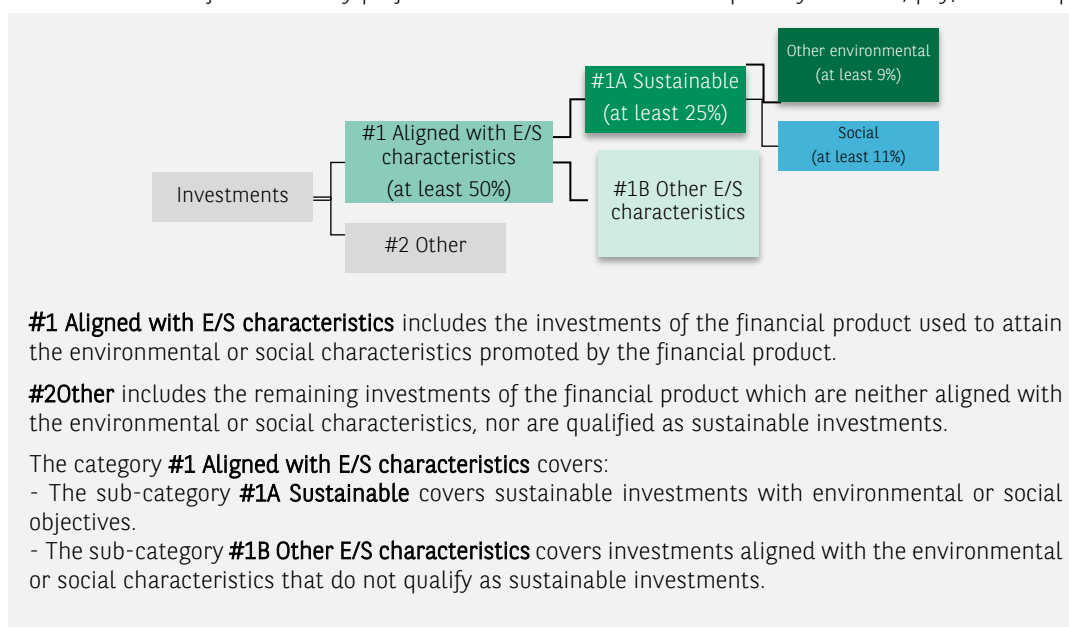 Other environmental
(at least 9%)
#1A Sustainable
(at least 25%)
#1 Aligned with E/S
characteristics
(at least 50%)
Social
(at least 11%)
Investments
#1B Other E/S
characteristics
#2 Other
#1 Aligned with E/S characteristics includes the investments of the financial product used to attain
the environmental or social characteristics promoted by the financial product.
#2Other includes the remaining investments of the financial product which are neither aligned with
the environmental or social characteristics, nor are qualified as sustainable investments.
The category #1 Aligned with E/S characteristics covers:
- The sub-category #1A Sustainable covers sustainable investments with environmental or social
objectives.
- The sub-category #1B Other E/S characteristics covers investments aligned with the environmental
or social characteristics that do not qualify as sustainable investments.